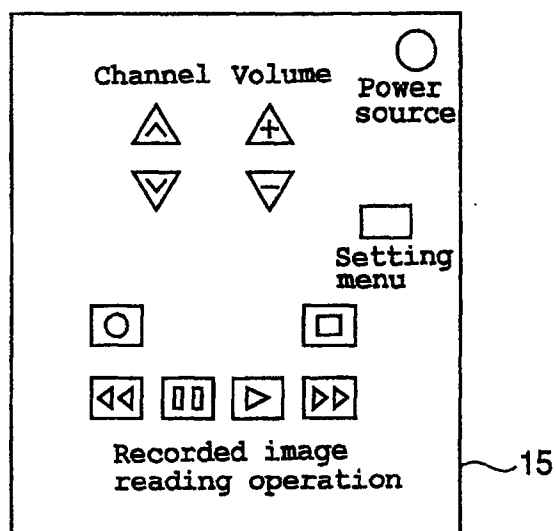 Channel Volume
Power
source
Setting
menu
Recorded image
reading operation
15